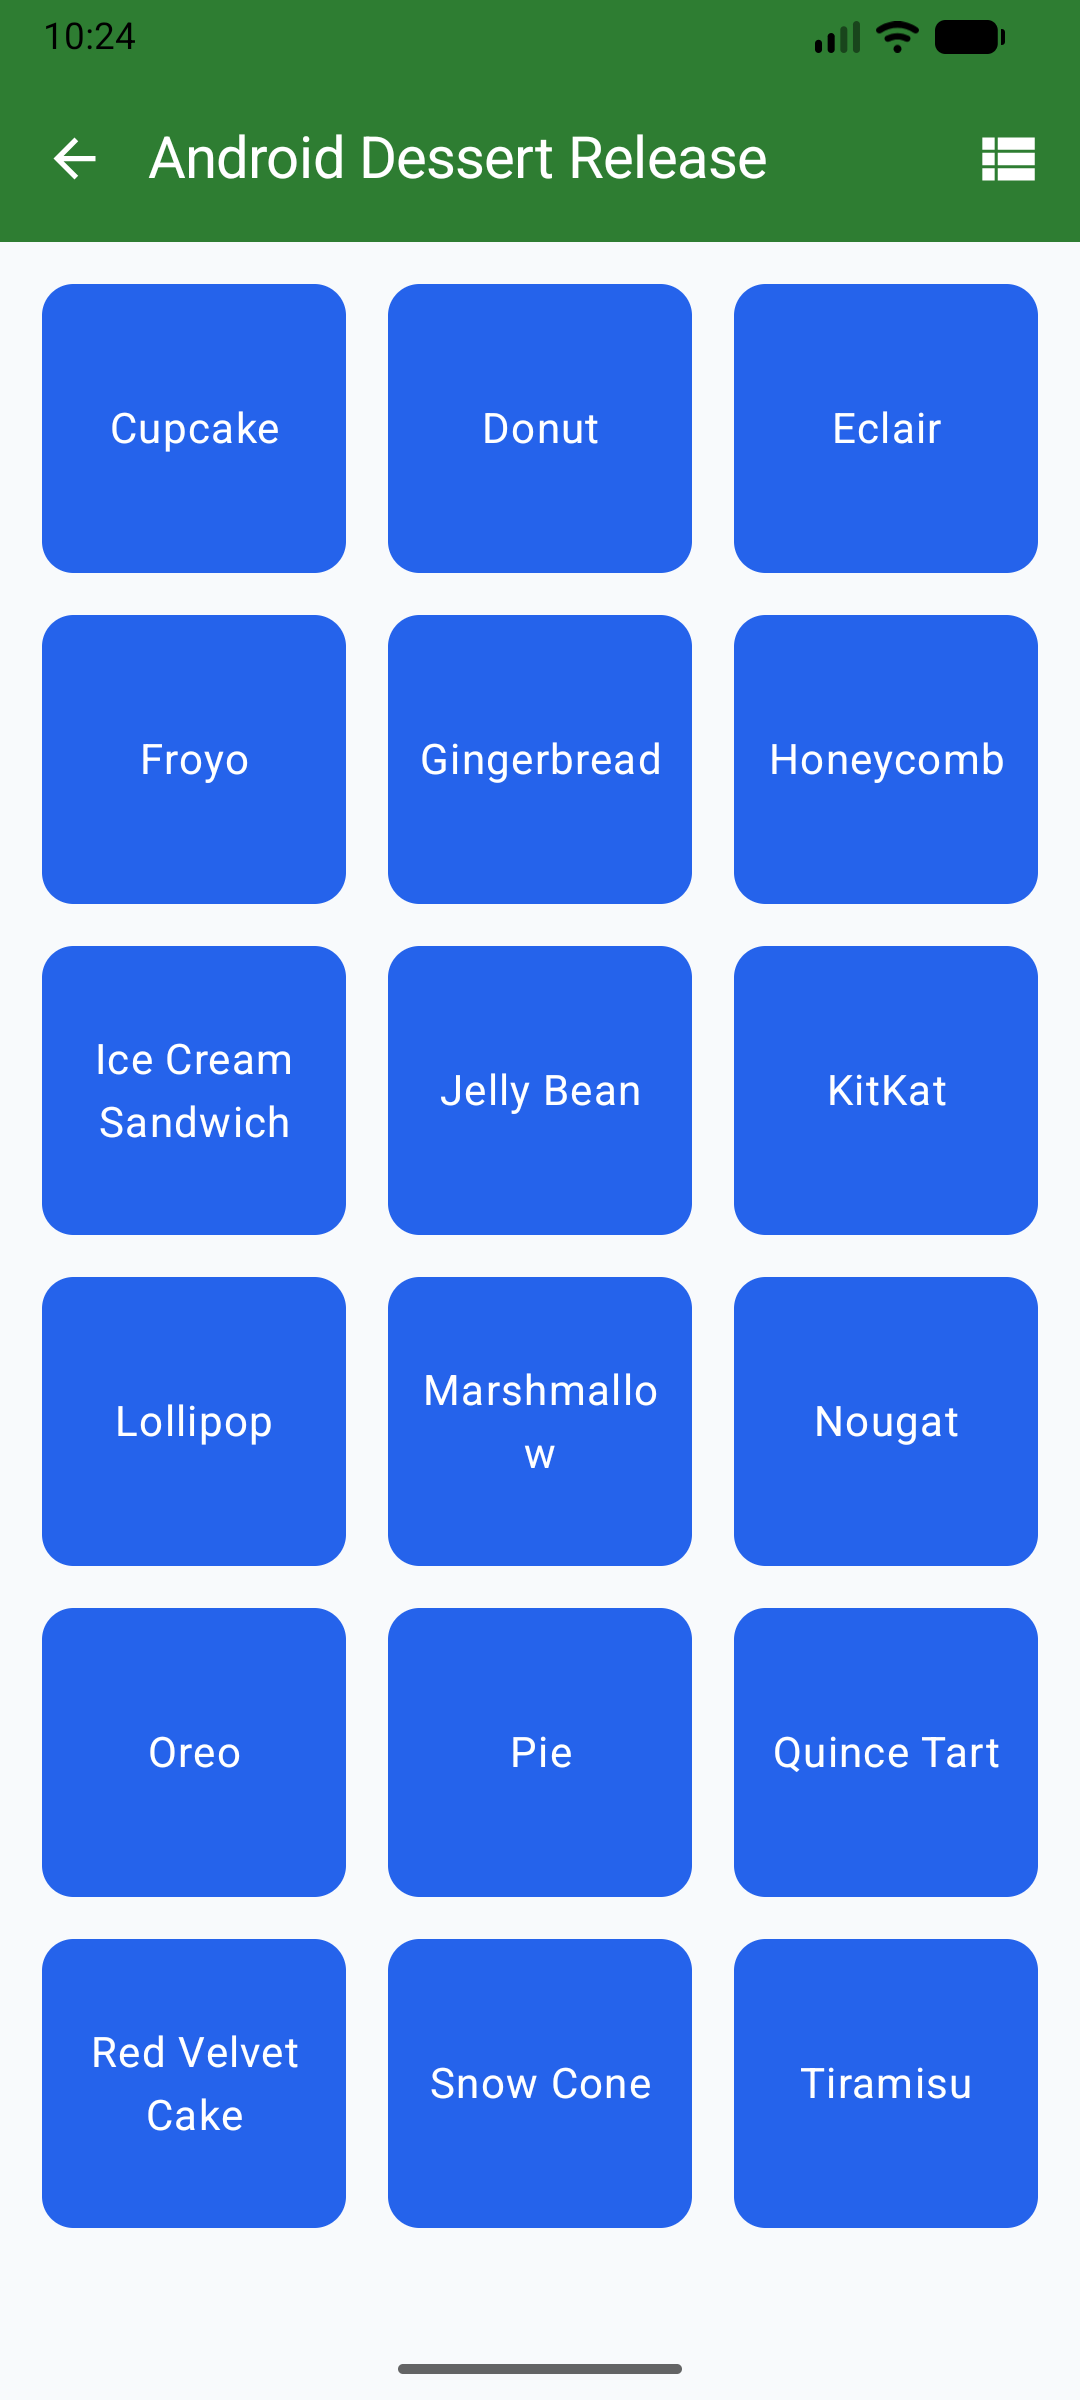 10:24
Android Dessert Release
Cupcake
Donut
Eclair
Froyo
Gingerbread
Honeycomb
Ice Cream
Sandwich
Jelly Bean
KitKat
Lollipop
Marshmallo
w
Nougat
Oreo
Pie
Quince Tart
Red Velvet
Cake
Snow Cone
Tiramisu